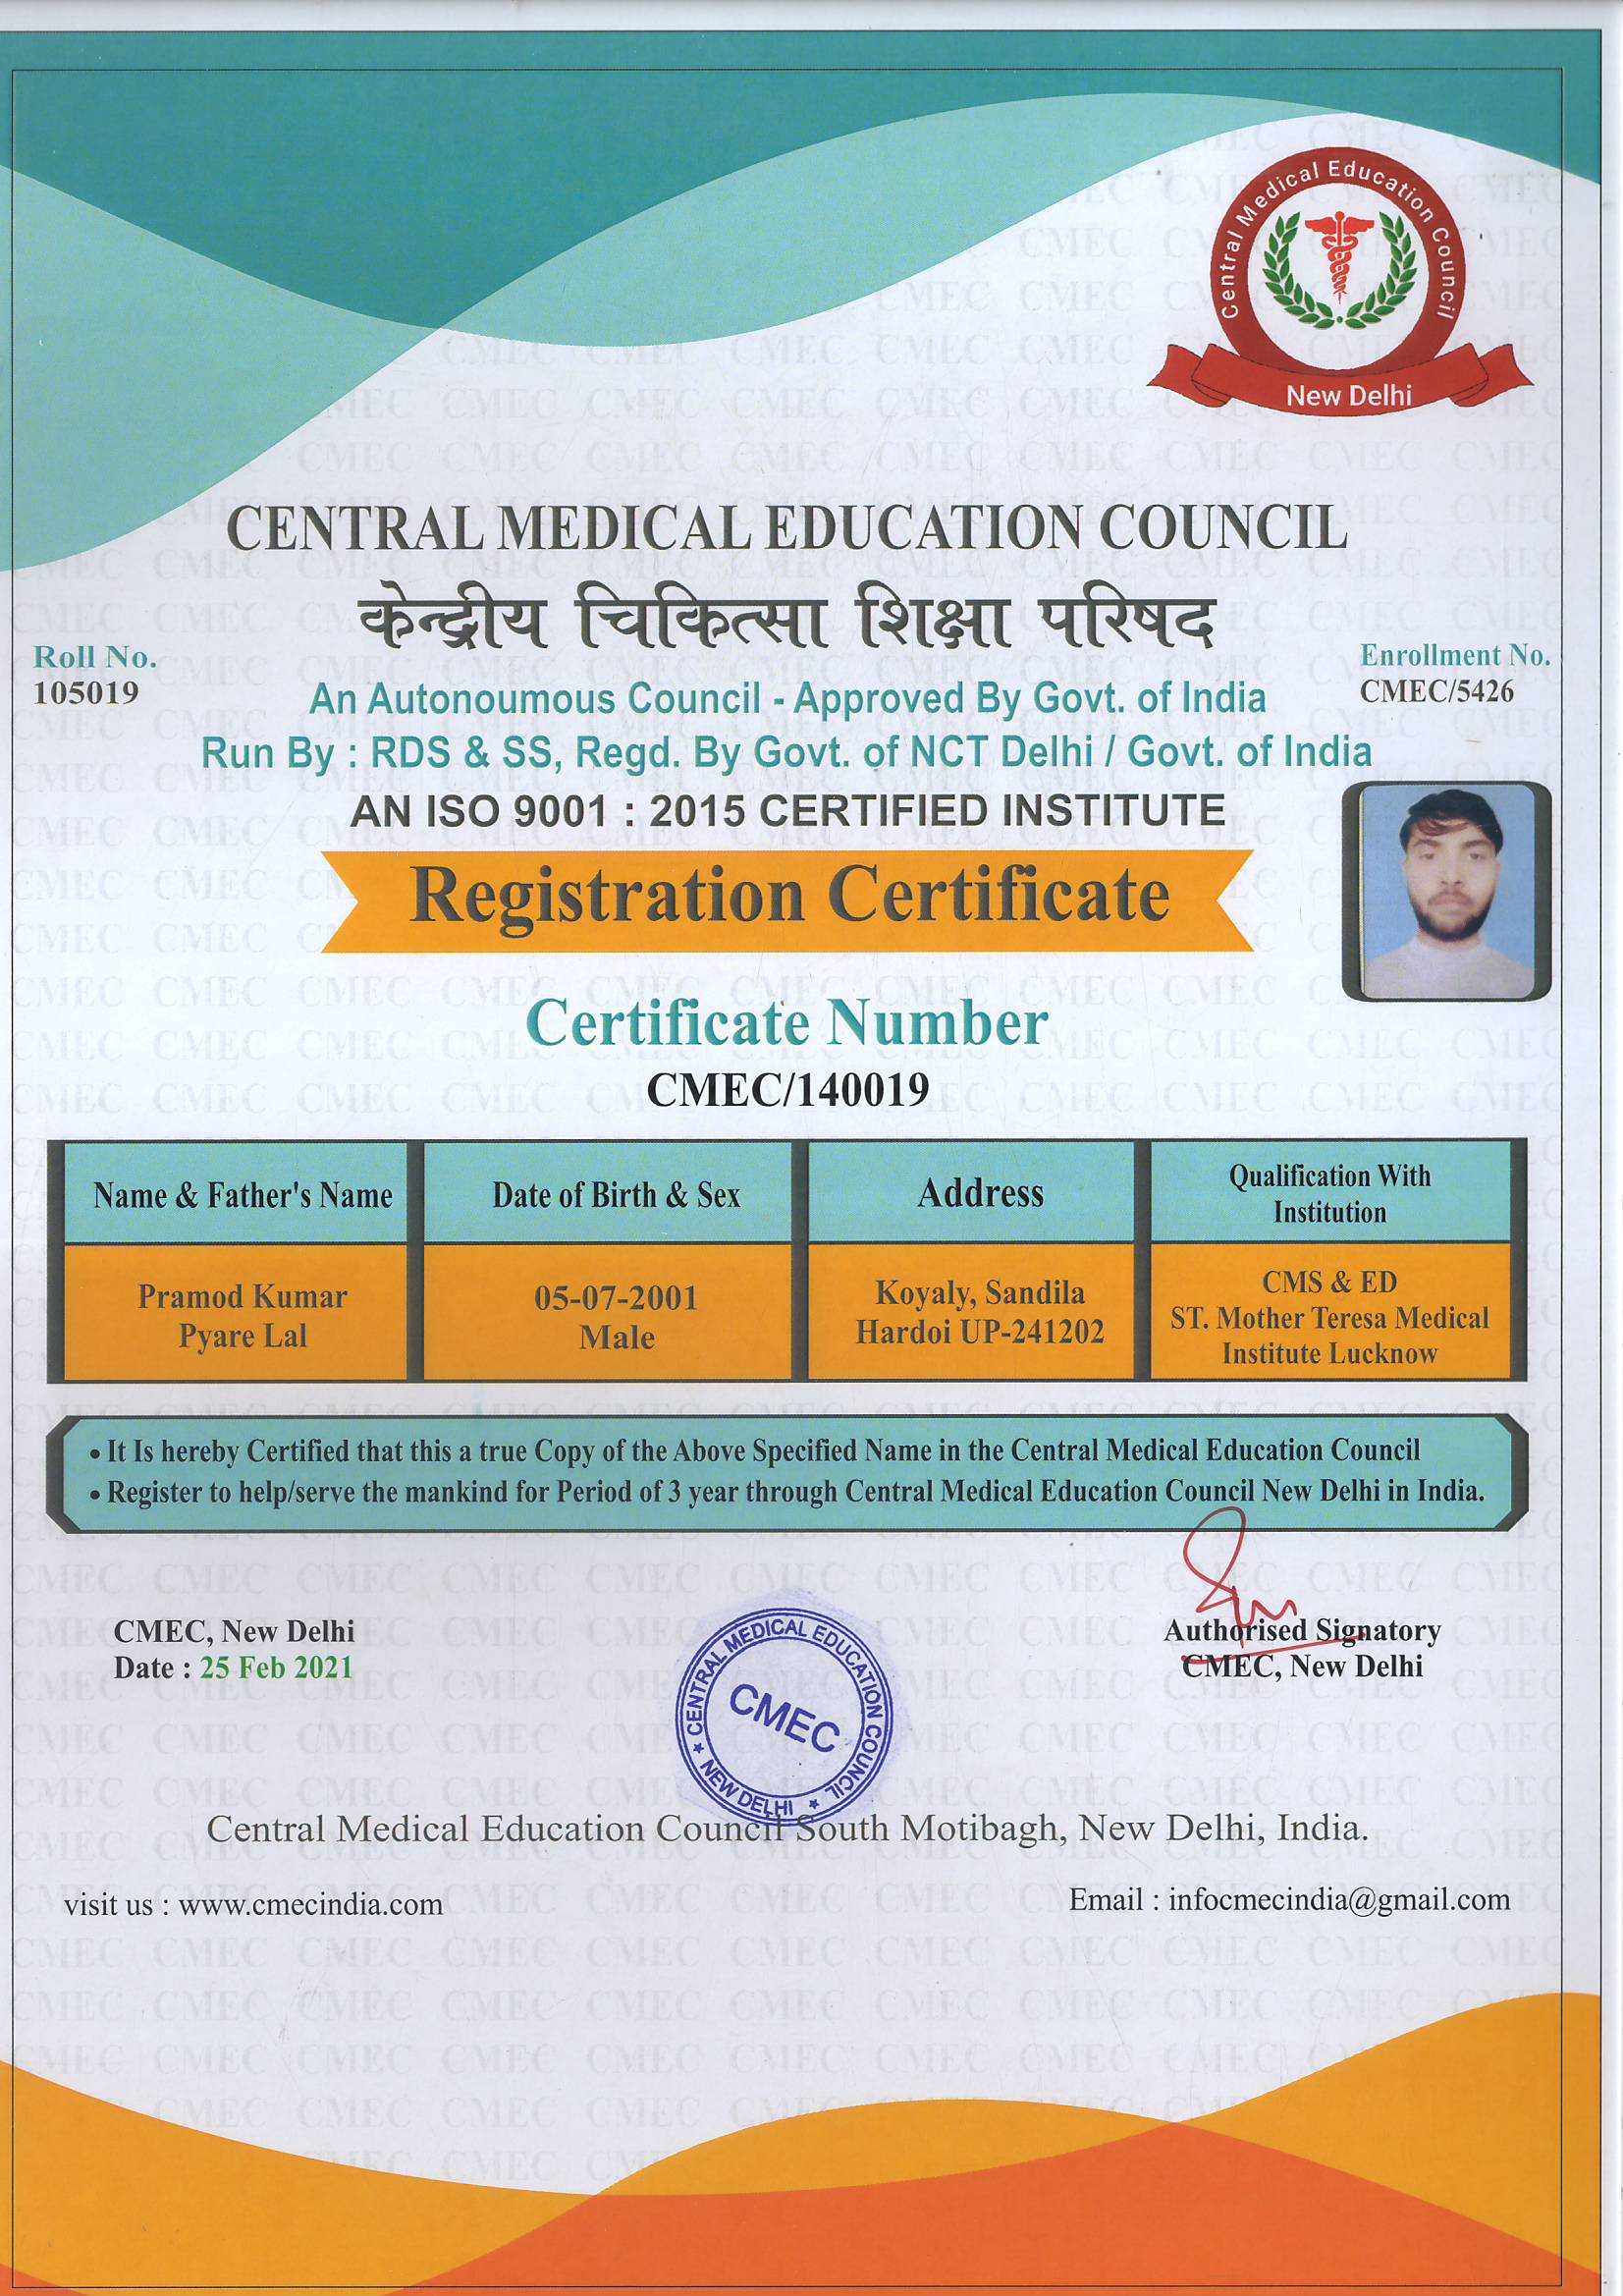 Central Medical Education Council
New Delhi
CENTRAL MEDICAL EDUCATION COUNCIL
केन्द्रीय चिकित्सा शिक्षा परिषद
Roll No.
105019
Enrollment No.
CMEC/5426
An Autonoumous Council - Approved By Govt. of India
Run By : RDS & SS, Regd. By Govt. of NCT Delhi / Govt. of India
AN ISO 9001 : 2015 CERTIFIED INSTITUTE
Registration Certificate
Certificate Number
CMEC/140019
Name & Father's Name
Date of Birth & Sex
Address
Qualification With
Institution
Pramod Kumar
Pyare Lal
05-07-2001
Male
Koyaly, Sandila
Hardoi UP-241202
CMS & ED
ST. Mother Teresa Medical
Institute Lucknow
• It Is hereby Certified that this a true Copy of the Above Specified Name in the Central Medical Education Council
• Register to help/serve the mankind for Period of 3 year through Central Medical Education Council New Delhi in India.
CMEC, New Delhi
Date : 25 Feb 2021
CENTRAL MEDICAL EDUCATION COUNCIL
CMEC
★ NEW DELHI ★
Authorised Signatory
CMEC, New Delhi
Central Medical Education Council South Motibagh, New Delhi, India.
visit us : www.cmecindia.com
Email : infocmecindia@gmail.com